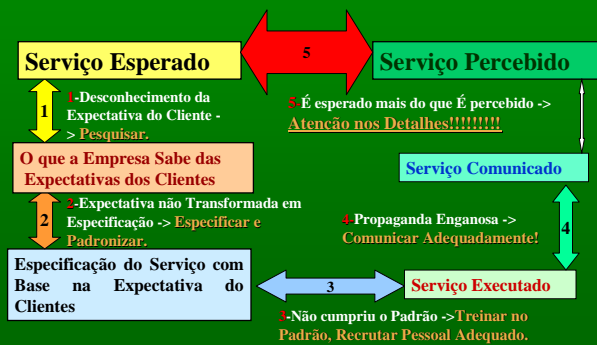 5
Serviço Esperado
Serviço Percebido
1
1-Desconhecimento da
Expectativa do Cliente -
> Pesquisar.
5-É esperado mais do que É percebido ->
Atencão nos Detalhes!!!!!!!!!
O que a Empresa Sabe das
Expectativas dos Clientes
Serviço Comunicado
2
2-Expectativa não Transformada em
Especificação -> Especificar e
Padronizar.
4-Propaganda Enganosa ->
Comunicar Adequadamente!
4
Especificação do Serviço com
Base na Expectativa do
Clientes
3
Serviço Executado
3-Não cumpriu o Padrão ->Treinar no
Padrão, Recrutar Pessoal Adequado.